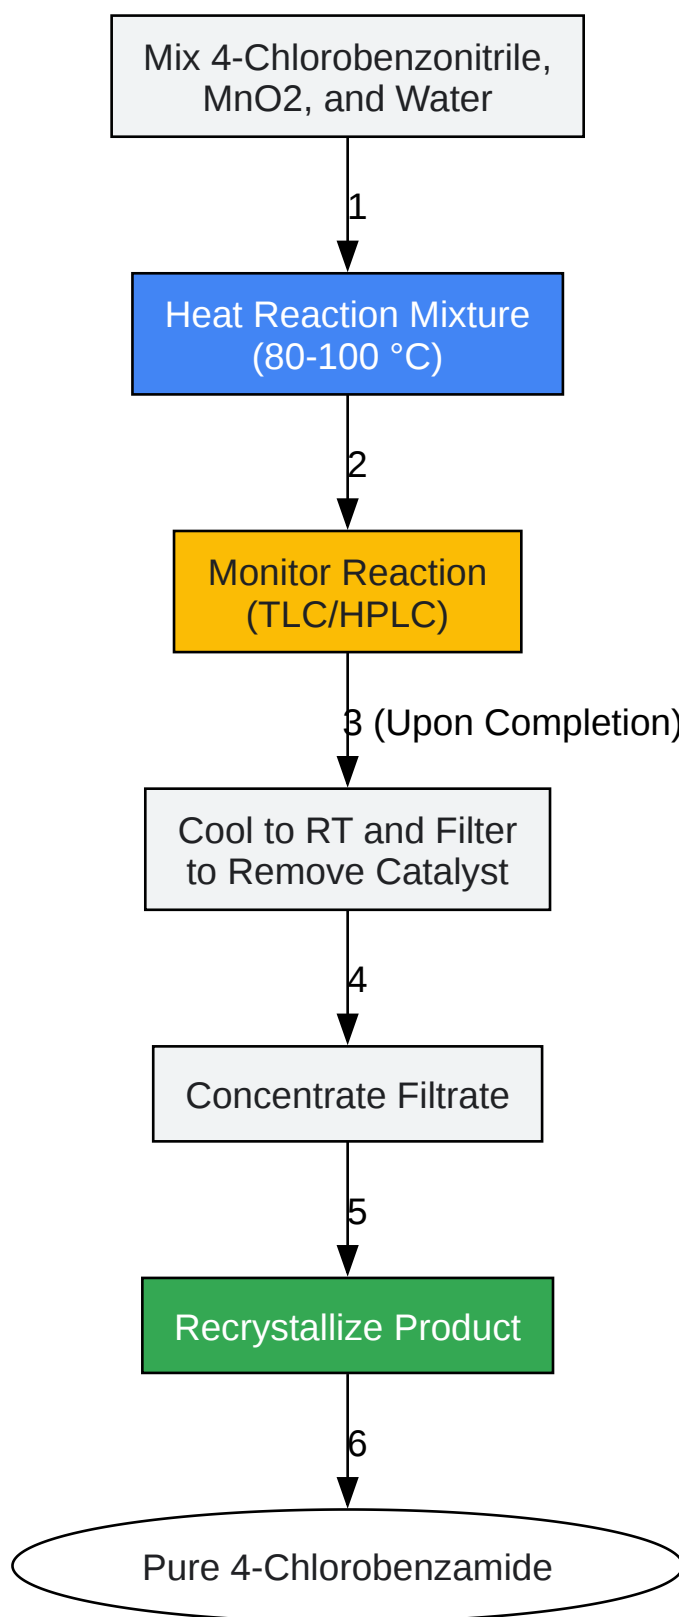 Mix 4-Chlorobenzonitrile,
MnO2, and Water
1
Heat Reaction Mixture
(80-100 °C)
2
Monitor Reaction
(TLC/HPLC)
3 (Upon Completion)
Cool to RT and Filter
to Remove Catalyst
4
Concentrate Filtrate
5
Recrystallize Product
6
Pure 4-Chlorobenzamide